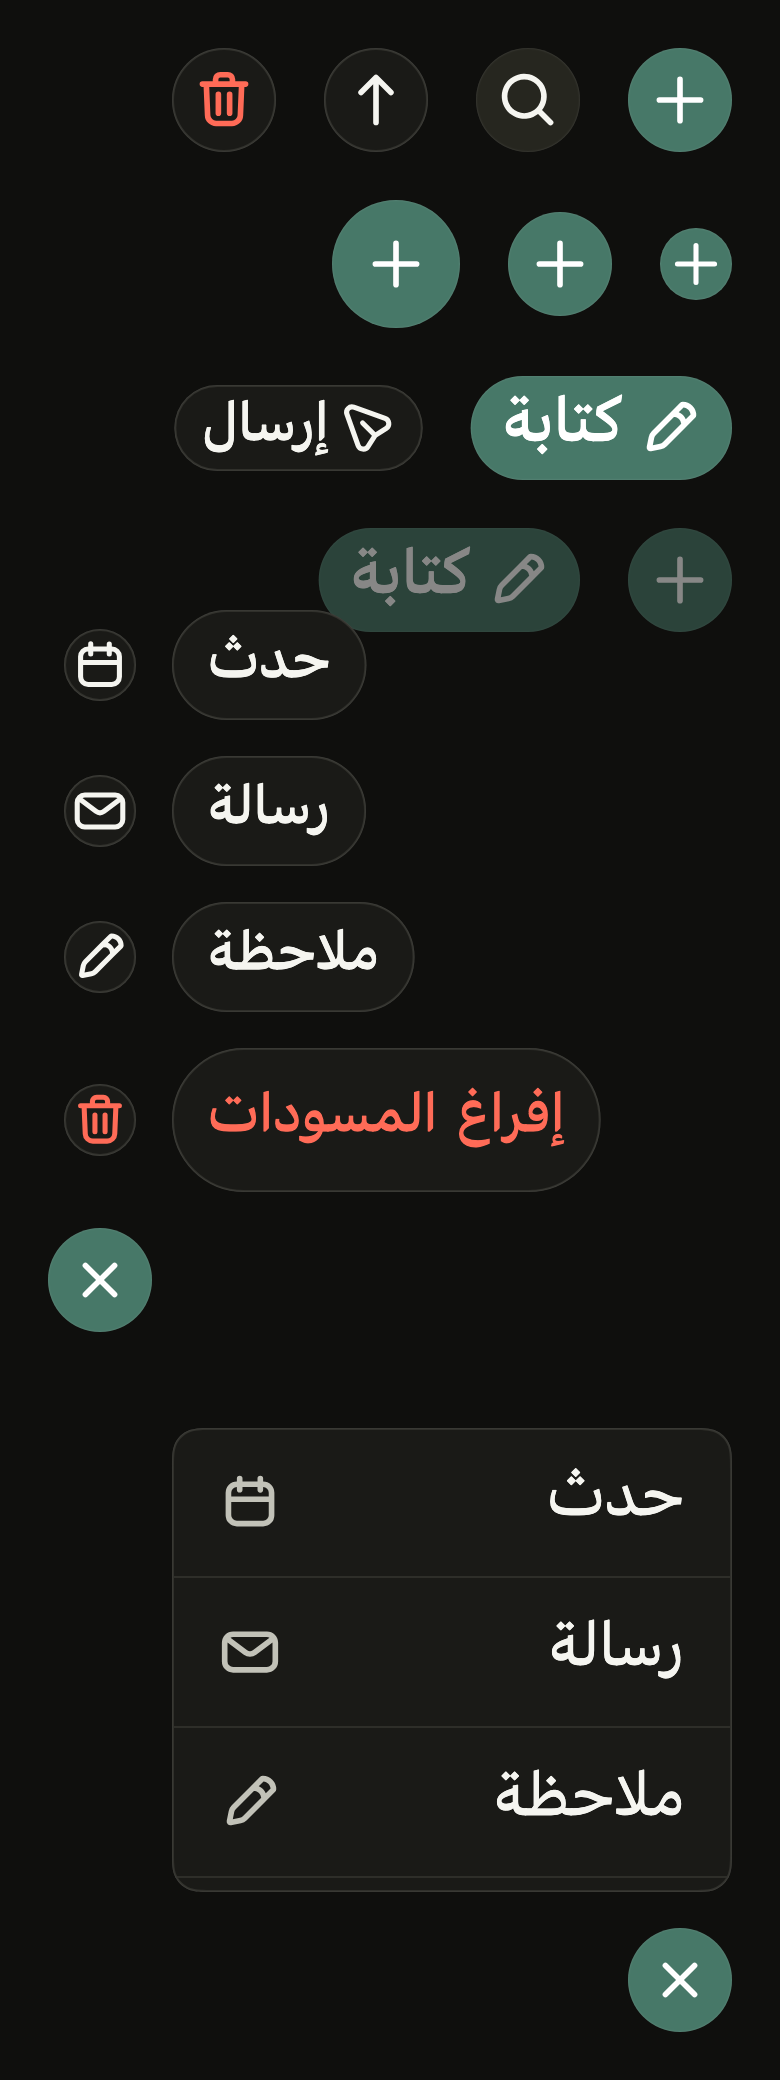 كتابة إرسال
كتابة
حدث
رسالة
ملاحظة
إفراغ المسودات
حدث
رسالة
ملاحظة